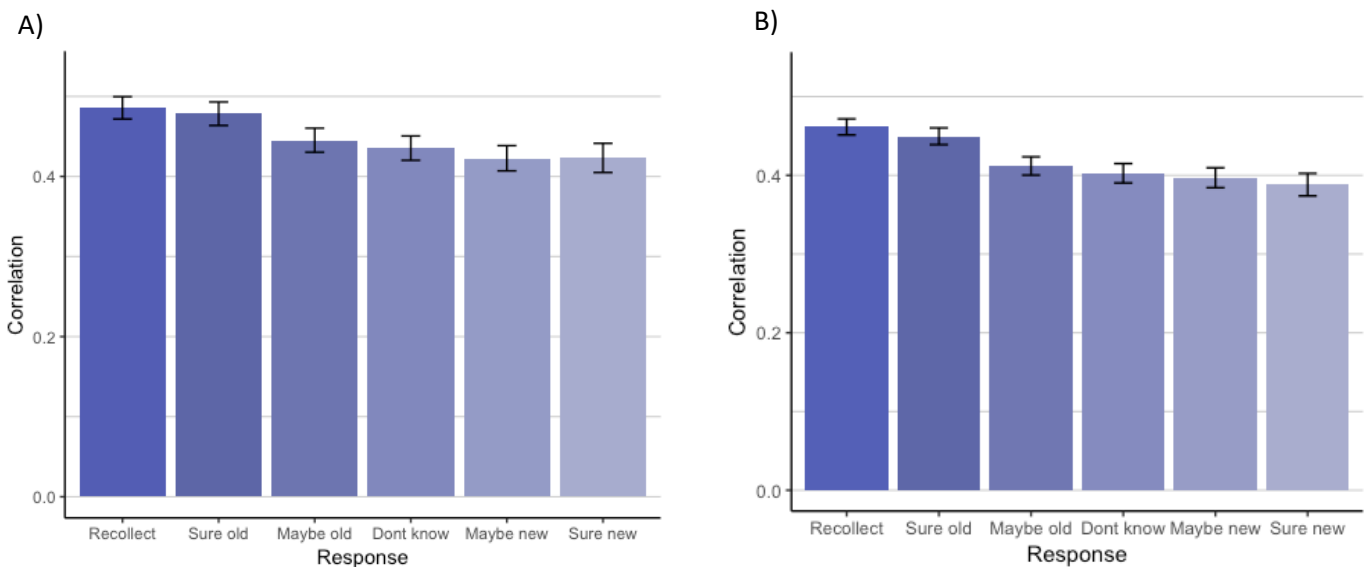 A)
Correlation
0.4
0.2
0.0
Recollect Sure old Maybe old Dont know Maybe new Sure new
Response
B)
Correlation
0.4
0.2
0.0
Recollect Sure old Maybe old Dont know Maybe new Sure new
Response